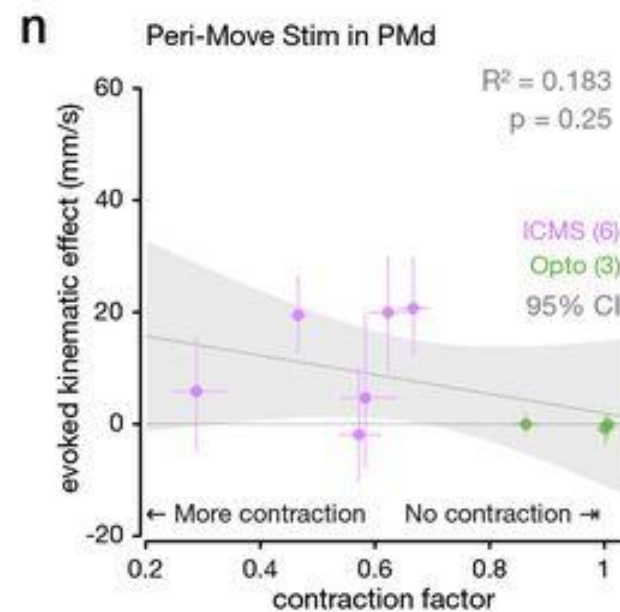 n
Peri-Move Stim in PMd
R² = 0.183
p = 0.25
ICMS (6)
Opto (3)
95% CI
evoked kinematic effect (mm/s)
60
40
20
0
-20
← More contraction
No contraction ⇥
0.2
0.4
0.6
0.8
1
contraction factor